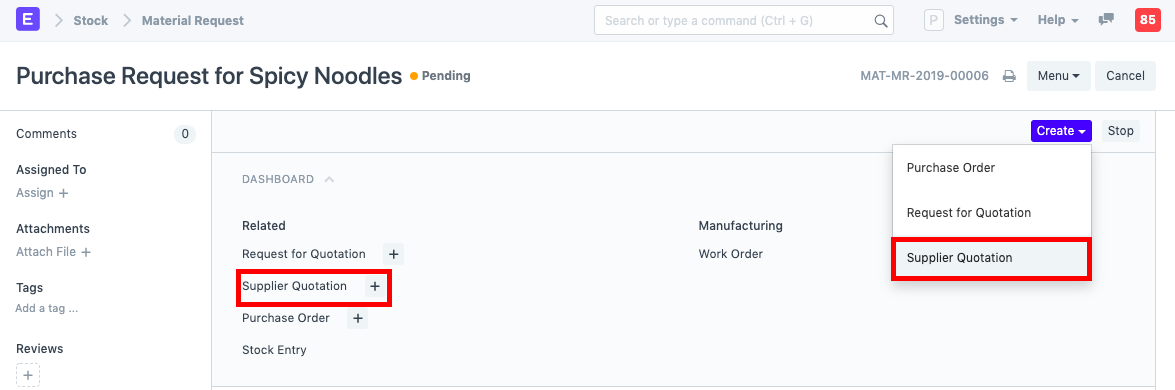 E Stock Material Request Search or type a command (Ctrl + G) P Settings Help 85
Purchase Request for Spicy Noodles Pending MAT-MR-2019-00006 Menu Cancel
Comments 0
Create Stop
Assigned To
Assign +
Attachments
Attach File +
Tags
Add a tag ...
Reviews
+
DASHBOARD
Related
Request for Quotation +
Supplier Quotation +
Purchase Order +
Stock Entry
Manufacturing
Work Order
Purchase Order
Request for Quotation
Supplier Quotation